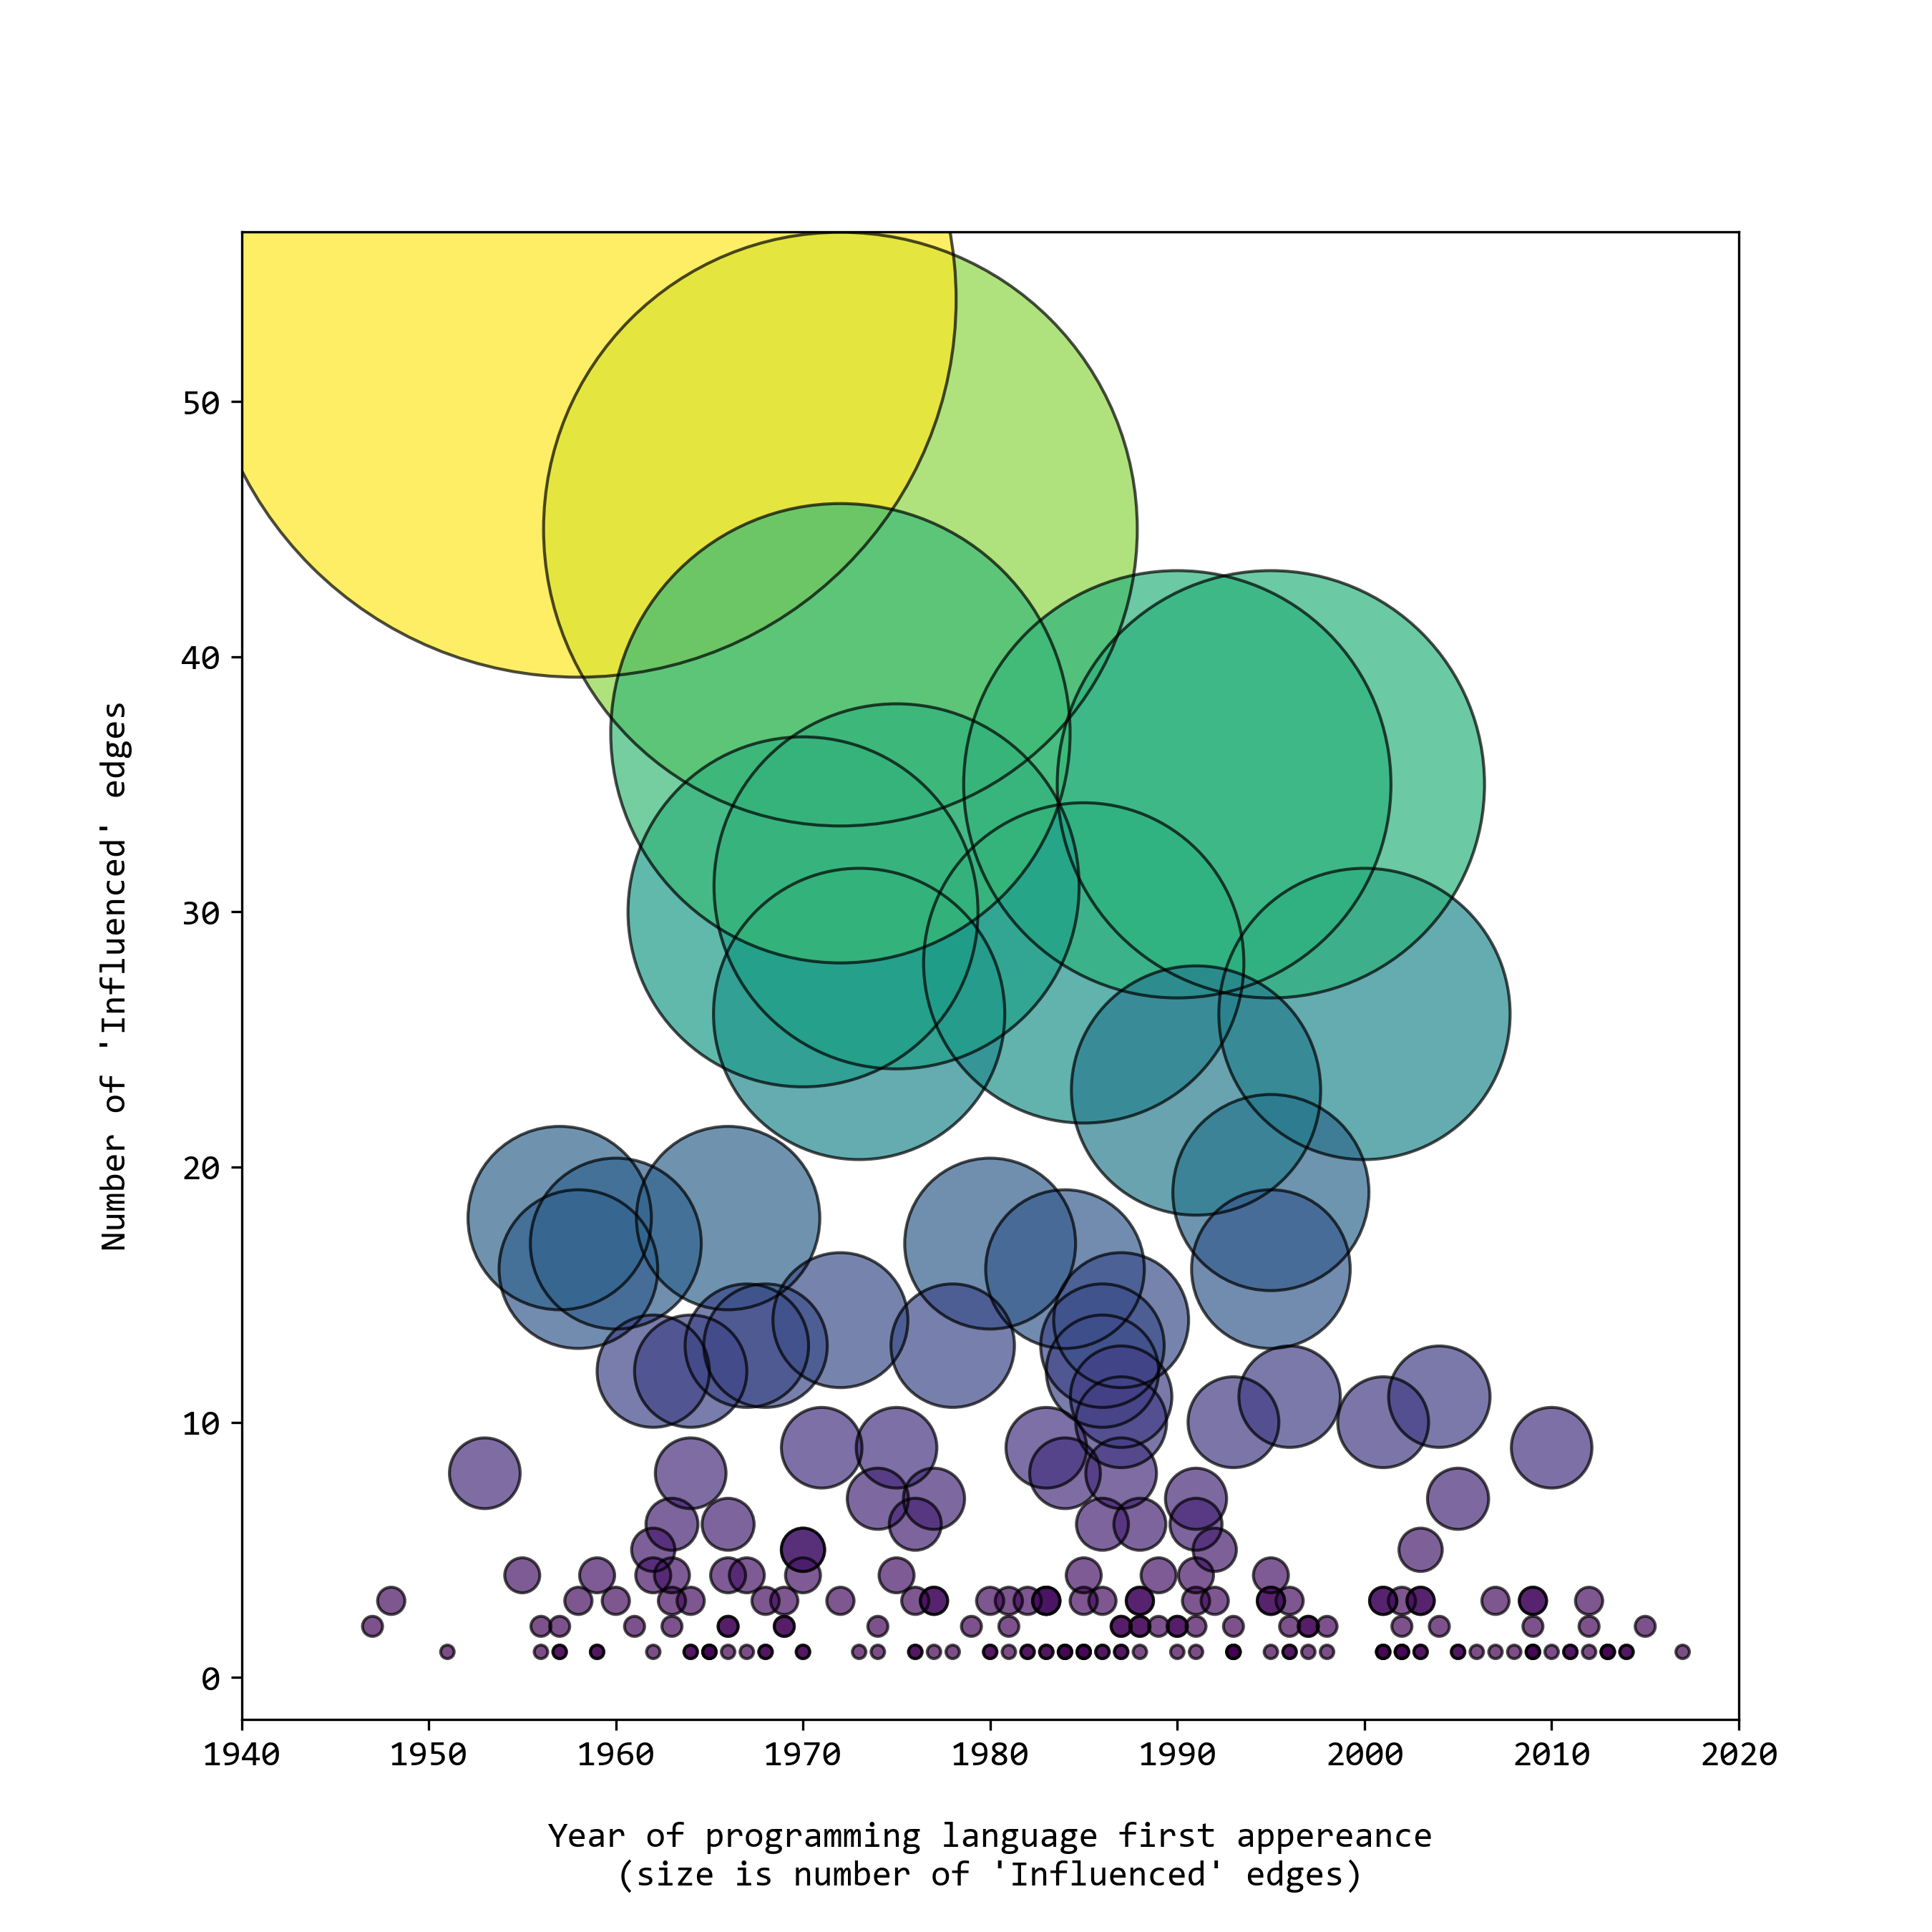 50
40
30
20
10
0
Number of 'Influenced' edges
1940 1950 1960 1970 1980 1990 2000 2010 2020
Year of programming language first appereance
(size is number of 'Influenced' edges)